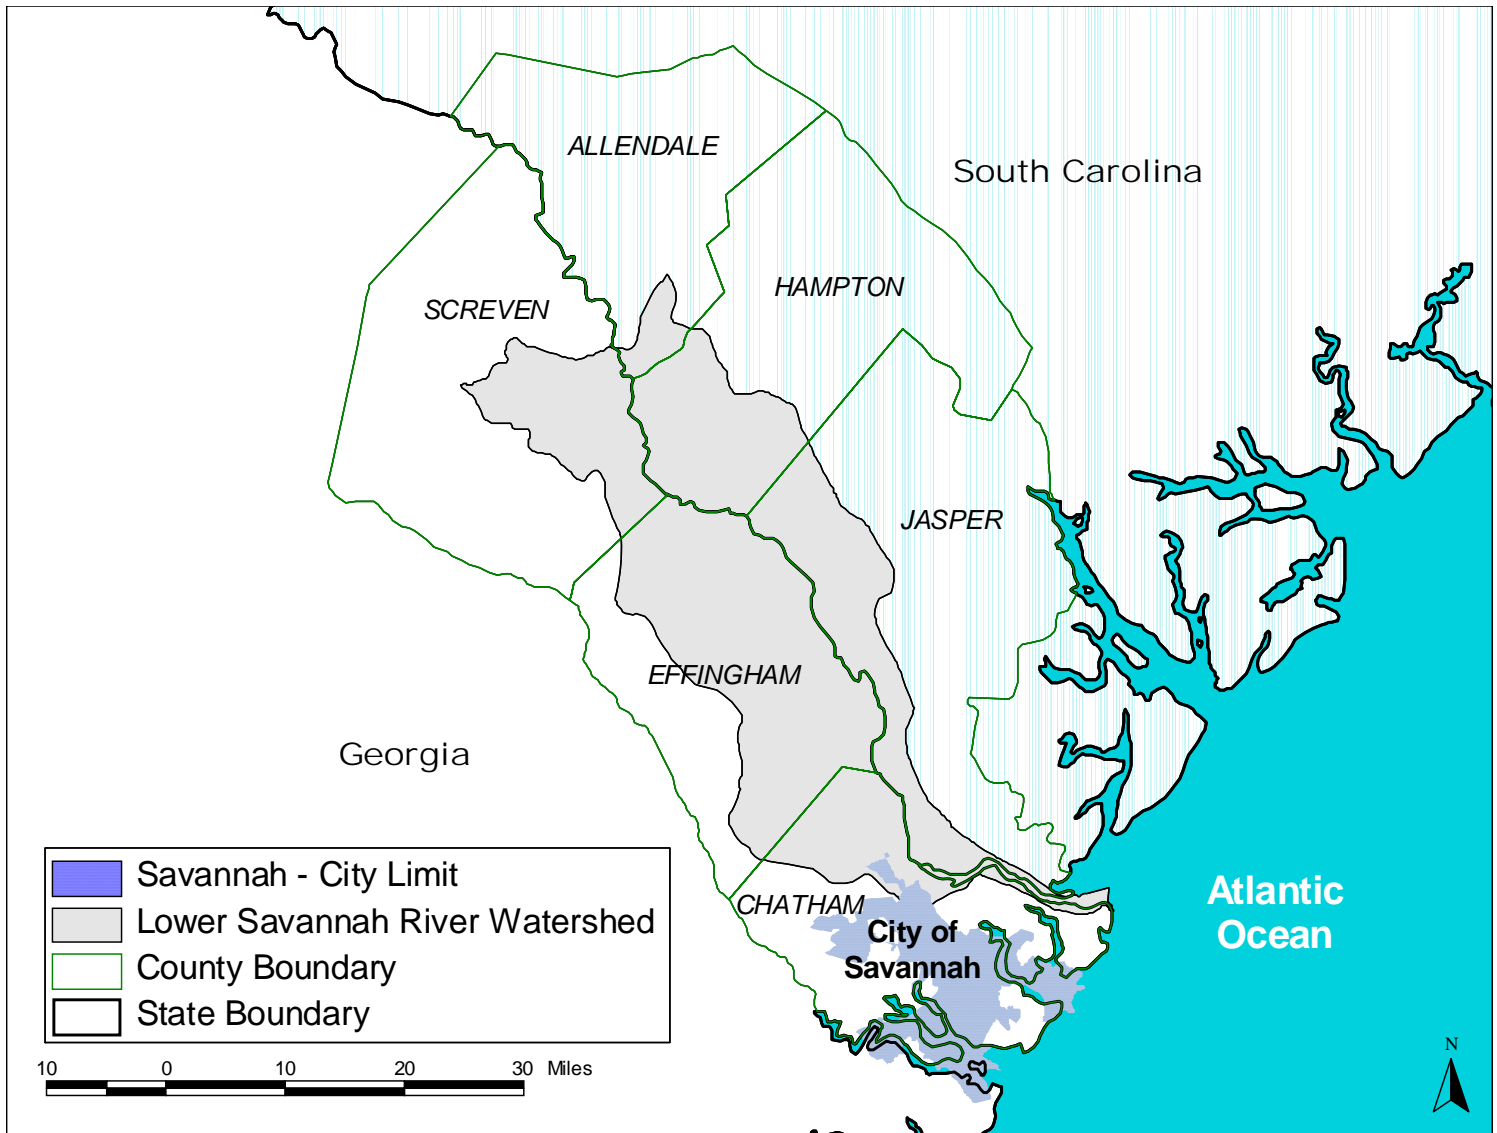 ALLENDALE
South Carolina
HAMPTON
SCREVEN
JASPER
EFFINGHAM
Georgia
CHATHAM
City of
Savannah
Atlantic
Ocean
Savannah - City Limit
Lower Savannah River Watershed
County Boundary
State Boundary
10 0 10 20 30 Miles
N